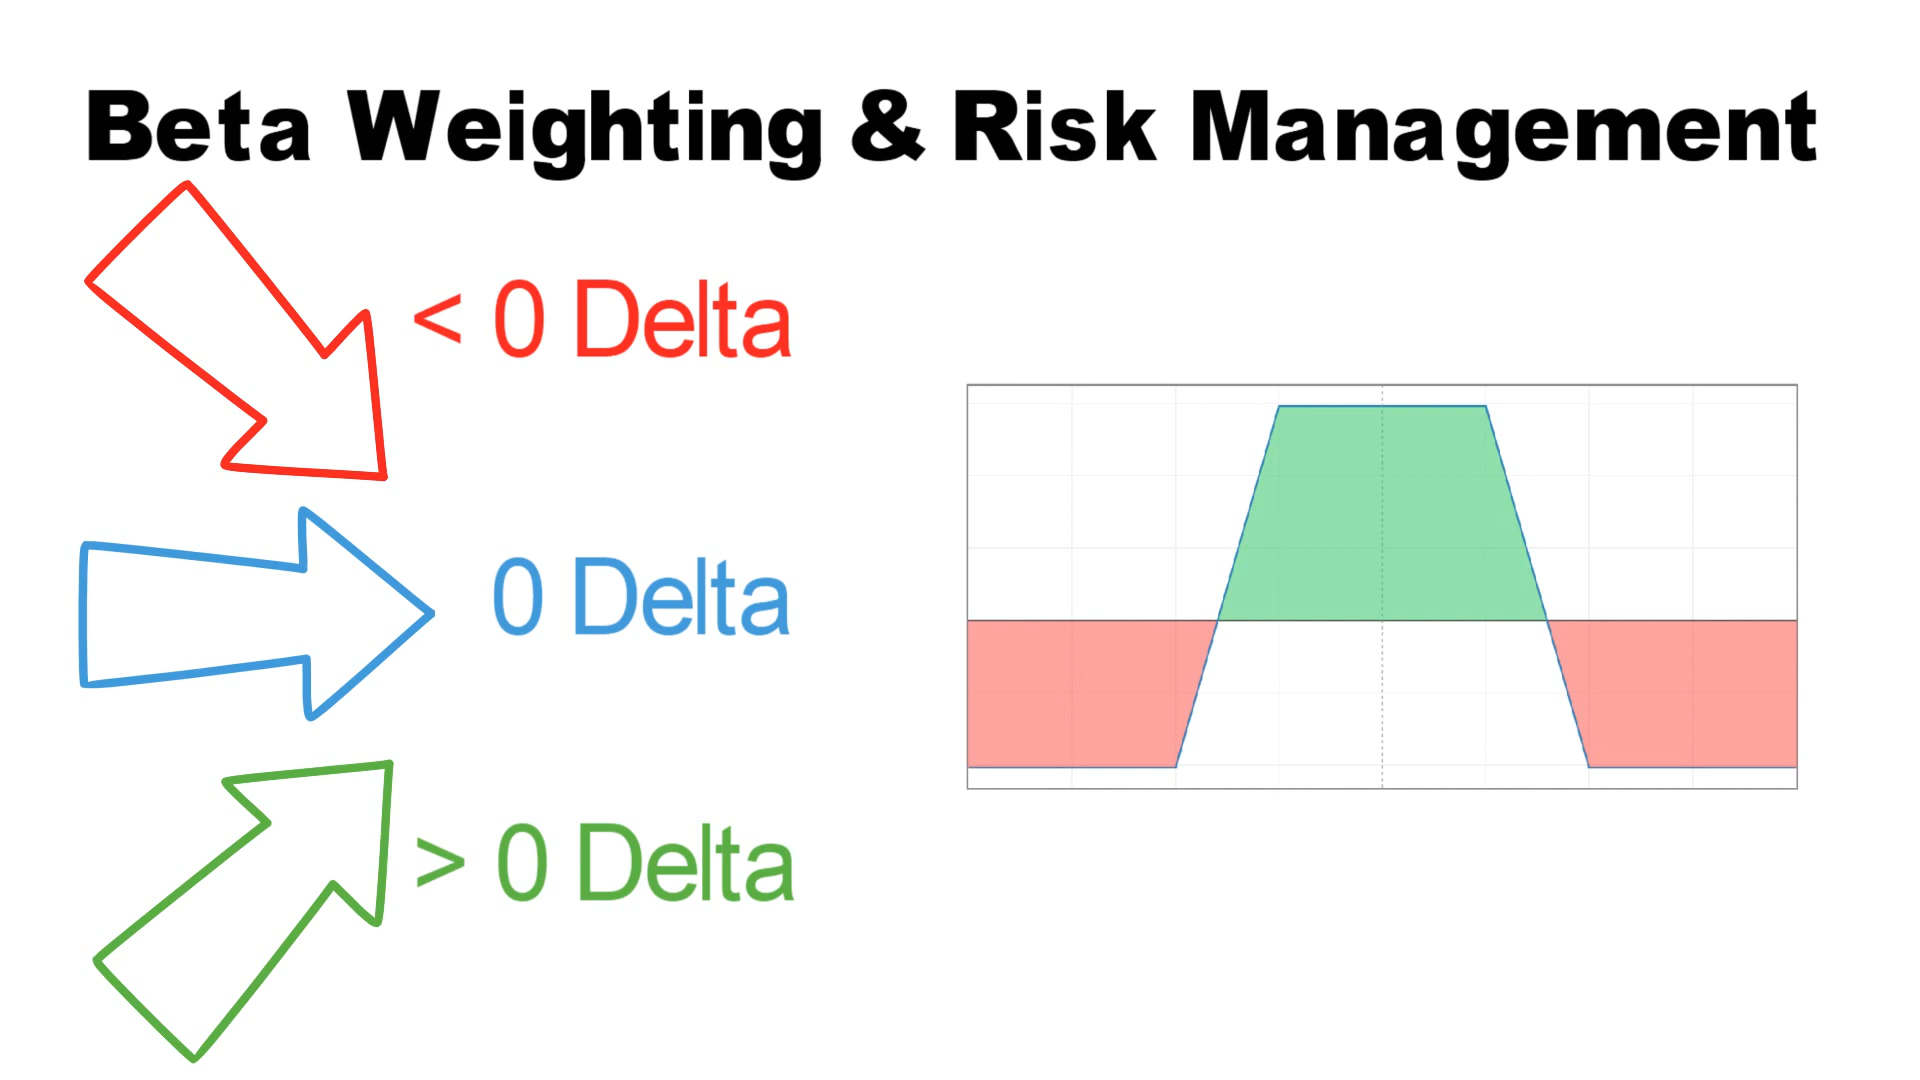 Beta Weighting & Risk Management
< 0 Delta
0 Delta
> 0 Delta